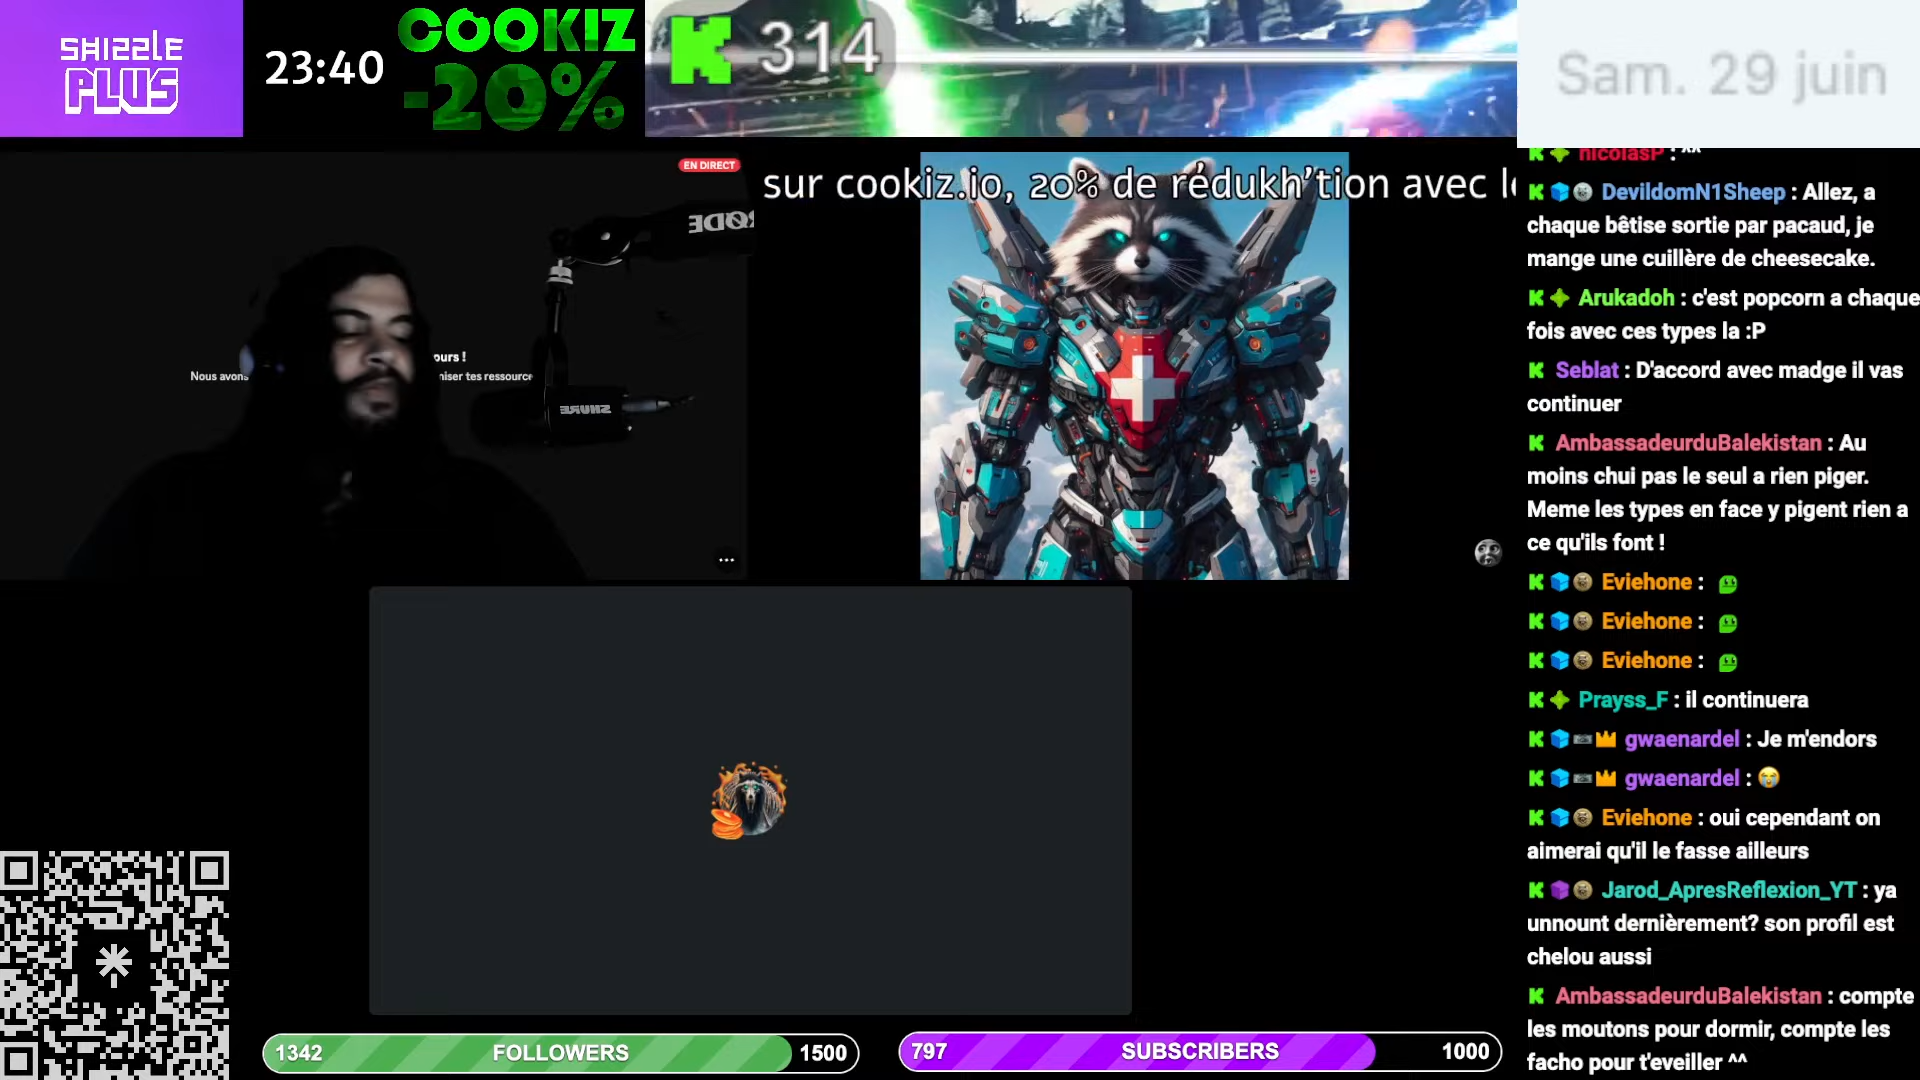 SHIZZLE
PLUS
23:40
COOKIZ
-20%
K 314
Sam. 29 juin
EN DIRECT
RØDE
sur cookiz.io, 20% de rédukh'tion avec l
ours !
Nous avons
niser tes ressource
SHURE
nicolasP : ^^
DevildomN1Sheep : Allez, a
chaque bêtise sortie par pacaud, je
mange une cuillère de cheesecake.
Arukadoh : c'est popcorn a chaque
fois avec ces types la :P
Seblat : D'accord avec madge il vas
continuer
AmbassadeurduBalekistan : Au
moins chui pas le seul a rien piger.
Meme les types en face y pigent rien a
ce qu'ils font !
Eviehone :
Eviehone :
Eviehone :
Prayss_F : il continuera
gwaenardel : Je m'endors
gwaenardel : 😭
Eviehone : oui cependant on
aimerai qu'il le fasse ailleurs
Jarod_ApresReflexion_YT : ya
unnount dernièrement? son profil est
chelou aussi
AmbassadeurduBalekistan : compte
les moutons pour dormir, compte les
facho pour t'eveiller ^^
1342 FOLLOWERS 1500
797 SUBSCRIBERS 1000